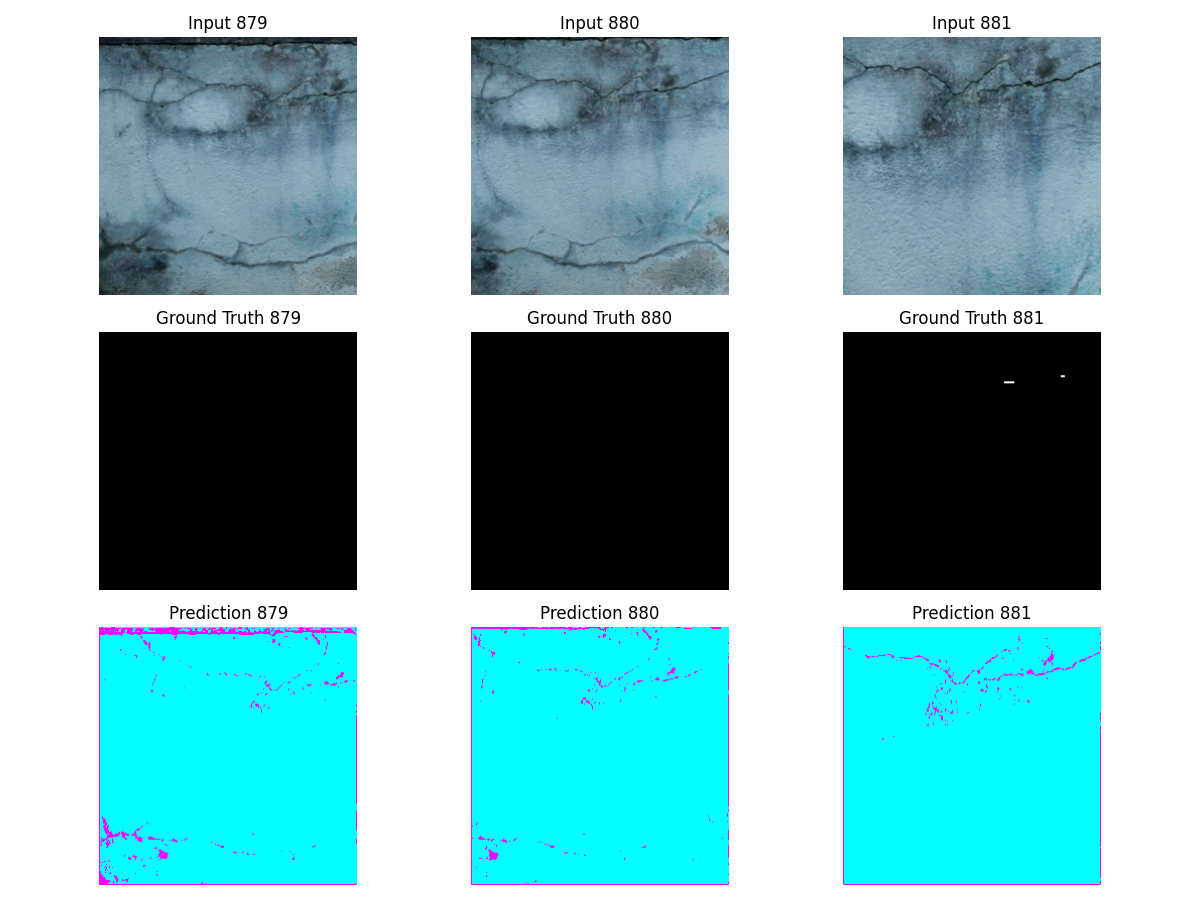 Input 879
Input 880
Input 881
Ground Truth 879
Ground Truth 880
Ground Truth 881
Prediction 879
Prediction 880
Prediction 881